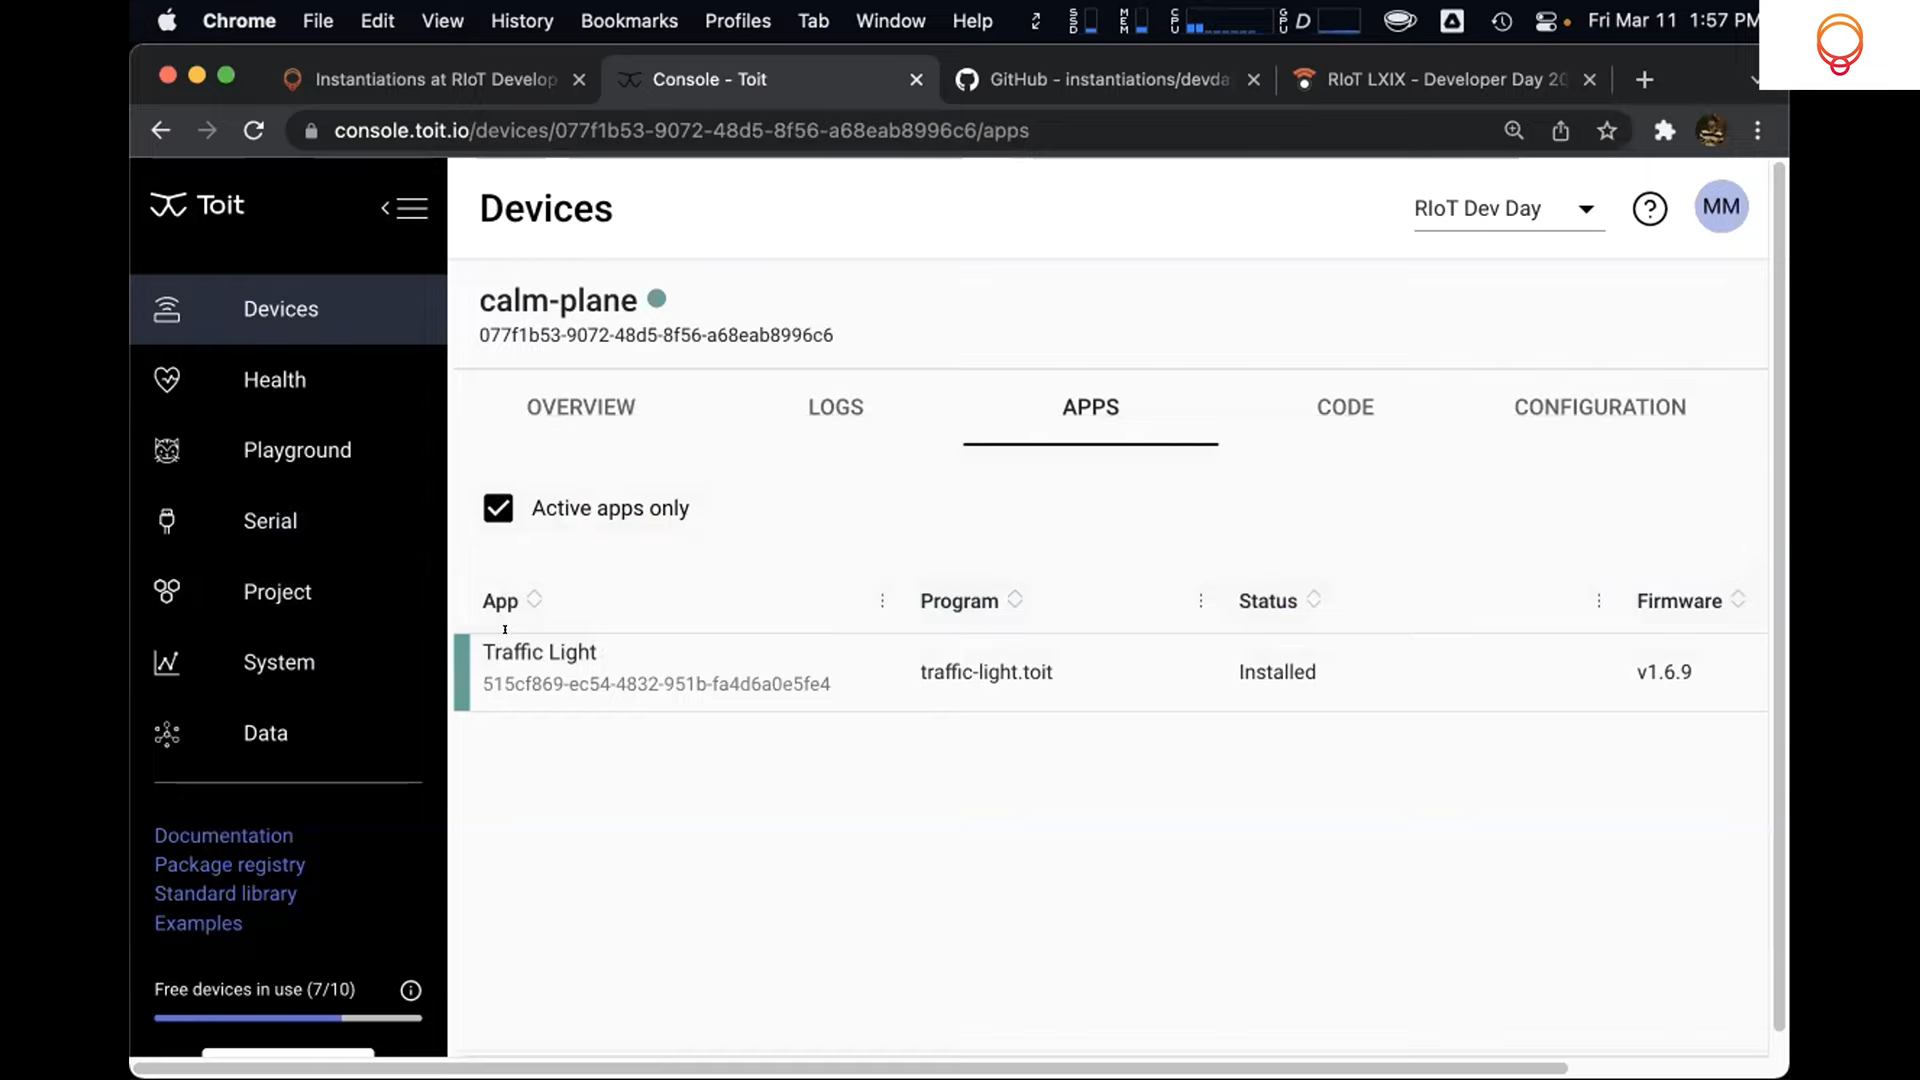 Chrome File Edit View History Bookmarks Profiles Tab Window Help SSD MEM CPU GPU D Fri Mar 11 1:57 PM
Instantiations at RIoT Develop Console - Toit GitHub - instantiations/devda RIoT LXIX - Developer Day 20
console.toit.io/devices/077f1b53-9072-48d5-8f56-a68eab8996c6/apps
Toit
Devices
RIoT Dev Day
?
MM
Devices
Health
Playground
Serial
Project
System
Data
Documentation
Package registry
Standard library
Examples
Free devices in use (7/10)
calm-plane
077f1b53-9072-48d5-8f56-a68eab8996c6
OVERVIEW LOGS APPS CODE CONFIGURATION
Active apps only
App Program Status Firmware
Traffic Light
515cf869-ec54-4832-951b-fa4d6a0e5fe4
traffic-light.toit Installed v1.6.9